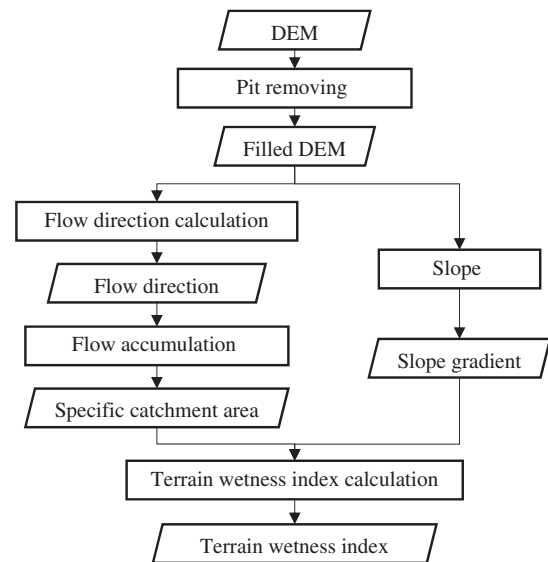 DEM
Pit removing
Filled DEM
Flow direction calculation
Slope
Flow direction
Flow accumulation
Slope gradient
Specific catchment area
Terrain wetness index calculation
Terrain wetness index